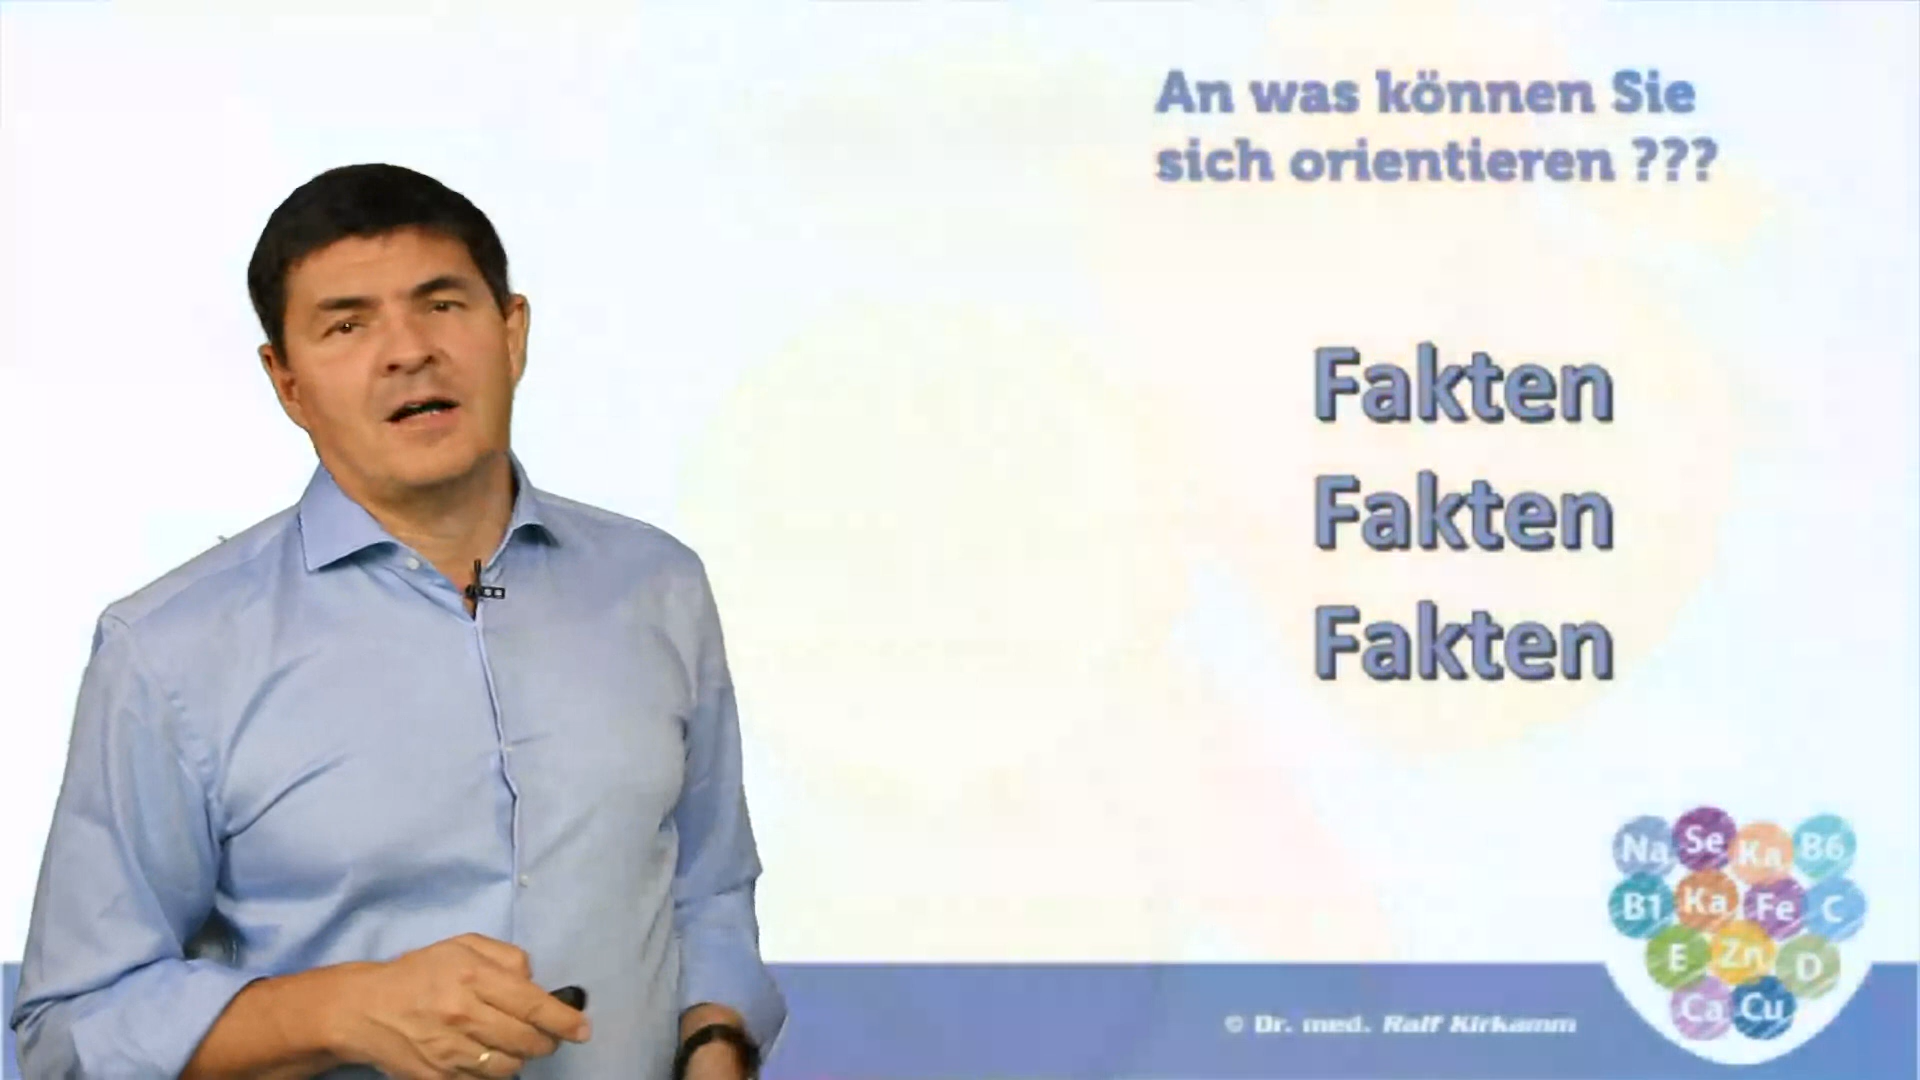 An was können Sie
sich orientieren ???
Fakten
Fakten
Fakten
Na Se Ka B6
B1 Ka Fe C
E Zn D
Ca Cu
© Dr. med. Ralf Kirkamm